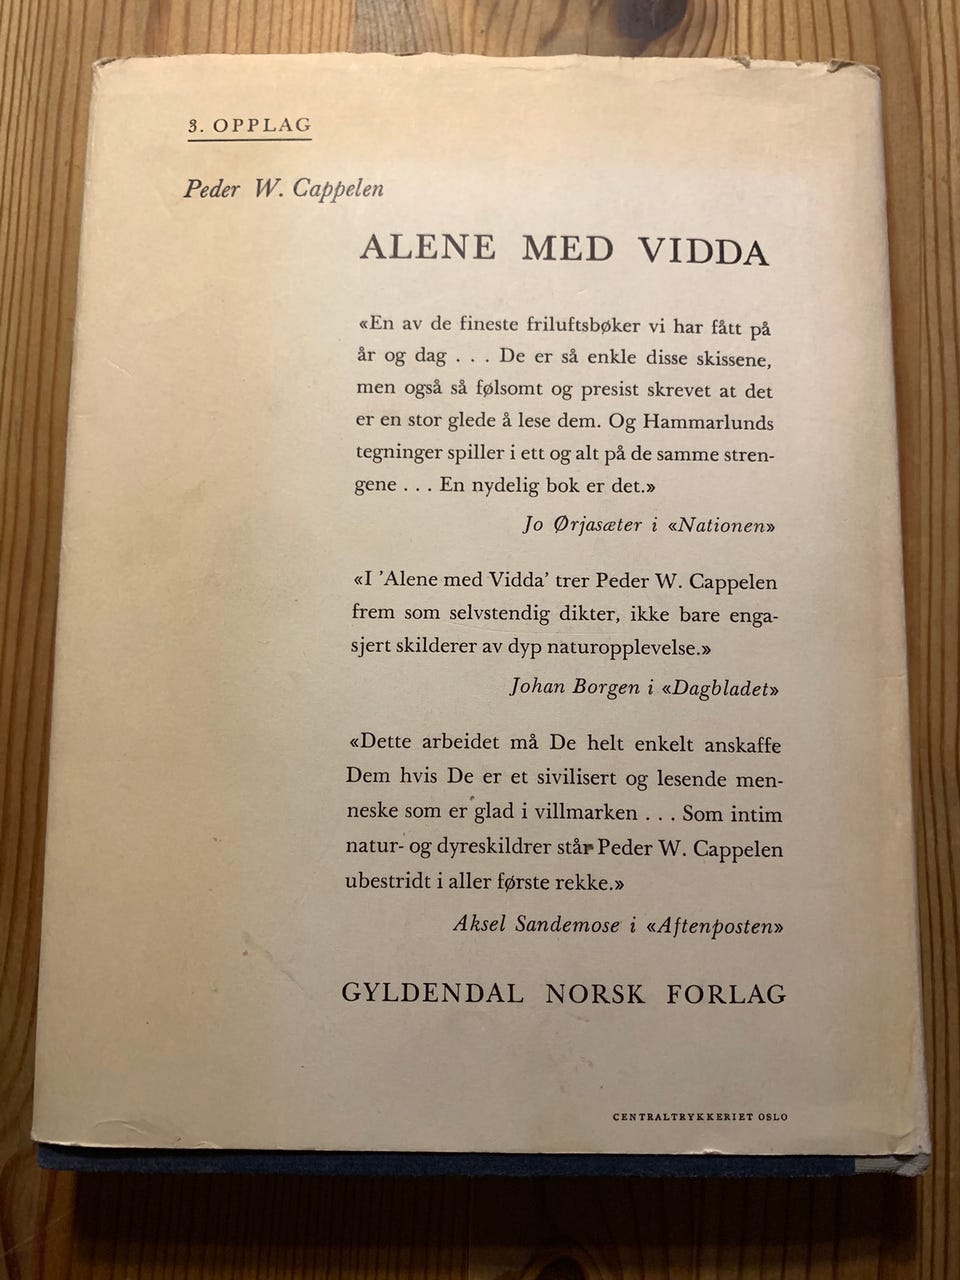 3. OPPLAG
Peder W. Cappelen
ALENE MED VIDDA
«En av de fineste friluftsbøker vi har fått på
år og dag . . . De er så enkle disse skissene,
men også så følsomt og presist skrevet at det
er en stor glede å lese dem. Og Hammarlunds
tegninger spiller i ett og alt på de samme stren-
gene . . . En nydelig bok er det.»
Jo Ørjasæter i «Nationen»
«I 'Alene med Vidda' trer Peder W. Cappelen
frem som selvstendig dikter, ikke bare enga-
sjert skilderer av dyp naturopplevelse.»
Johan Borgen i «Dagbladet»
«Dette arbeidet må De helt enkelt anskaffe
Dem hvis De er et sivilisert og lesende men-
neske som er glad i villmarken . . . Som intim
natur- og dyreskildrer står Peder W. Cappelen
ubestridt i aller første rekke.»
Aksel Sandemose i «Aftenposten»
GYLDENDAL NORSK FORLAG
CENTRALTRYKKERIET OSLO